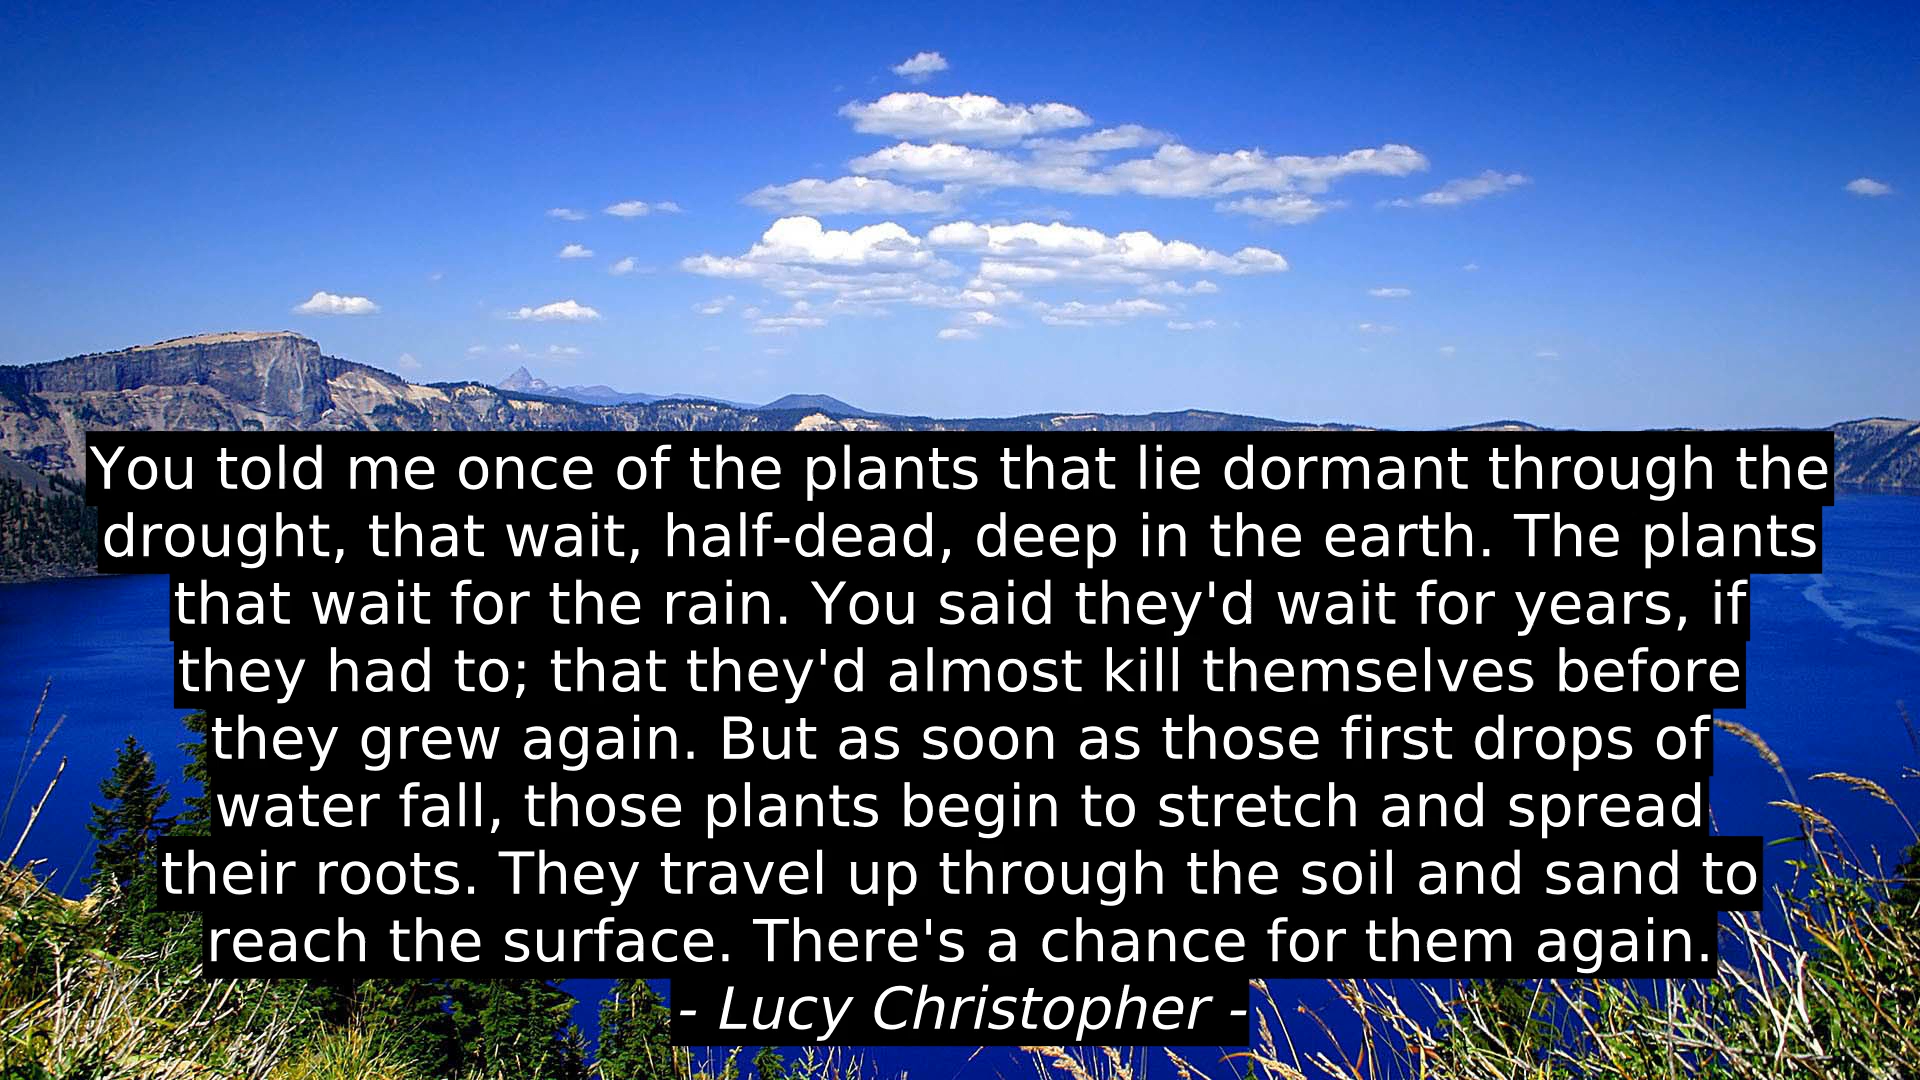 You told me once of the plants that lie dormant through the
drought, that wait, half-dead, deep in the earth. The plants
that wait for the rain. You said they'd wait for years, if
they had to; that they'd almost kill themselves before
they grew again. But as soon as those first drops of
water fall, those plants begin to stretch and spread
their roots. They travel up through the soil and sand to
reach the surface. There's a chance for them again.
- Lucy Christopher -